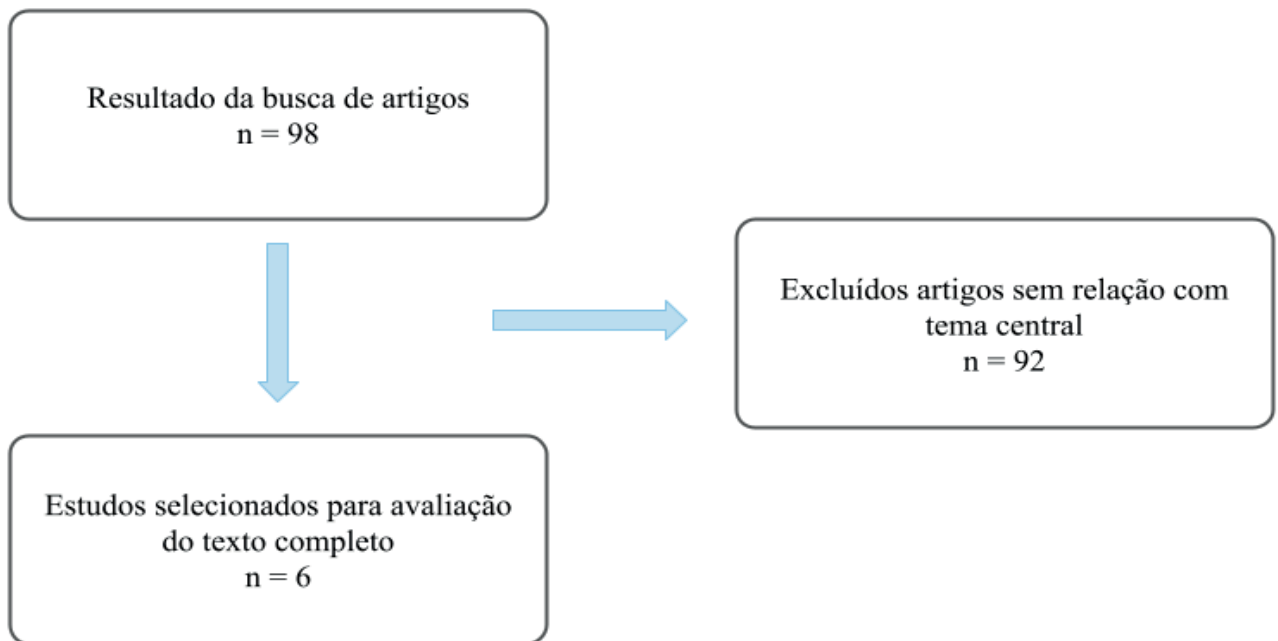 Resultado da busca de artigos
n = 98
Excluídos artigos sem relação com
tema central
n = 92
Estudos selecionados para avaliação
do texto completo
n = 6